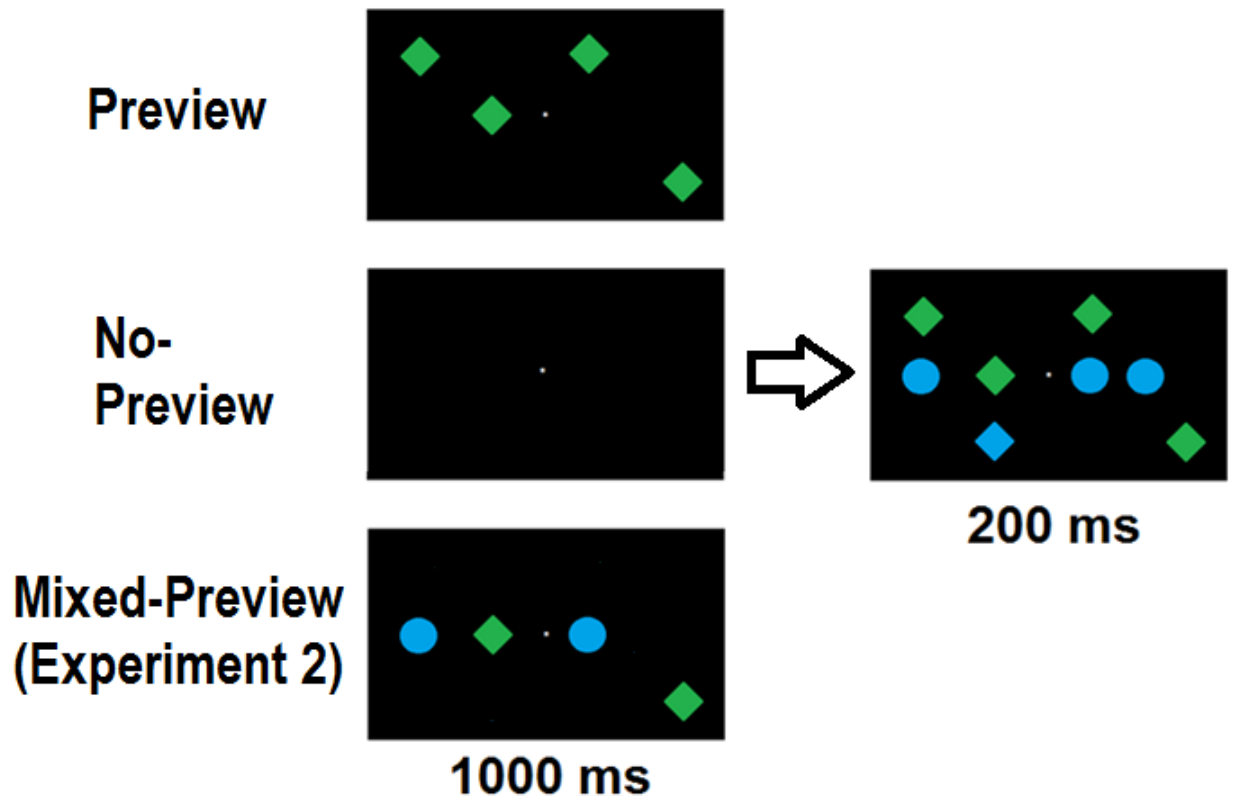 Preview
No-
Preview
200 ms
Mixed-Preview
(Experiment 2)
1000 ms